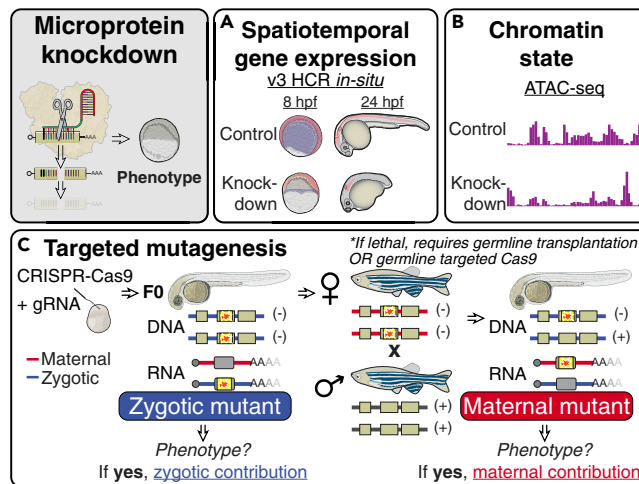 Microprotein
knockdown
AAA
AAA
AAA
Phenotype
A
Spatiotemporal
gene expression
v3 HCR in-situ
8 hpf
24 hpf
Control
Knock-
down
B
Chromatin
state
ATAC-seq
Control
Knock-
down
C
Targeted mutagenesis
*If lethal, requires germline transplantation
OR germline targeted Cas9
CRISPR-Cas9
+ gRNA
F0
DNA
(-)
(-)
Maternal
Zygotic
RNA
AAAA
AAAA
Zygotic mutant
Phenotype?
If yes, zygotic contribution
♀
(-)
(-)
x
♂
(+)
(+)
DNA
(-)
(+)
RNA
AAAA
AAAA
Maternal mutant
Phenotype?
If yes, maternal contribution